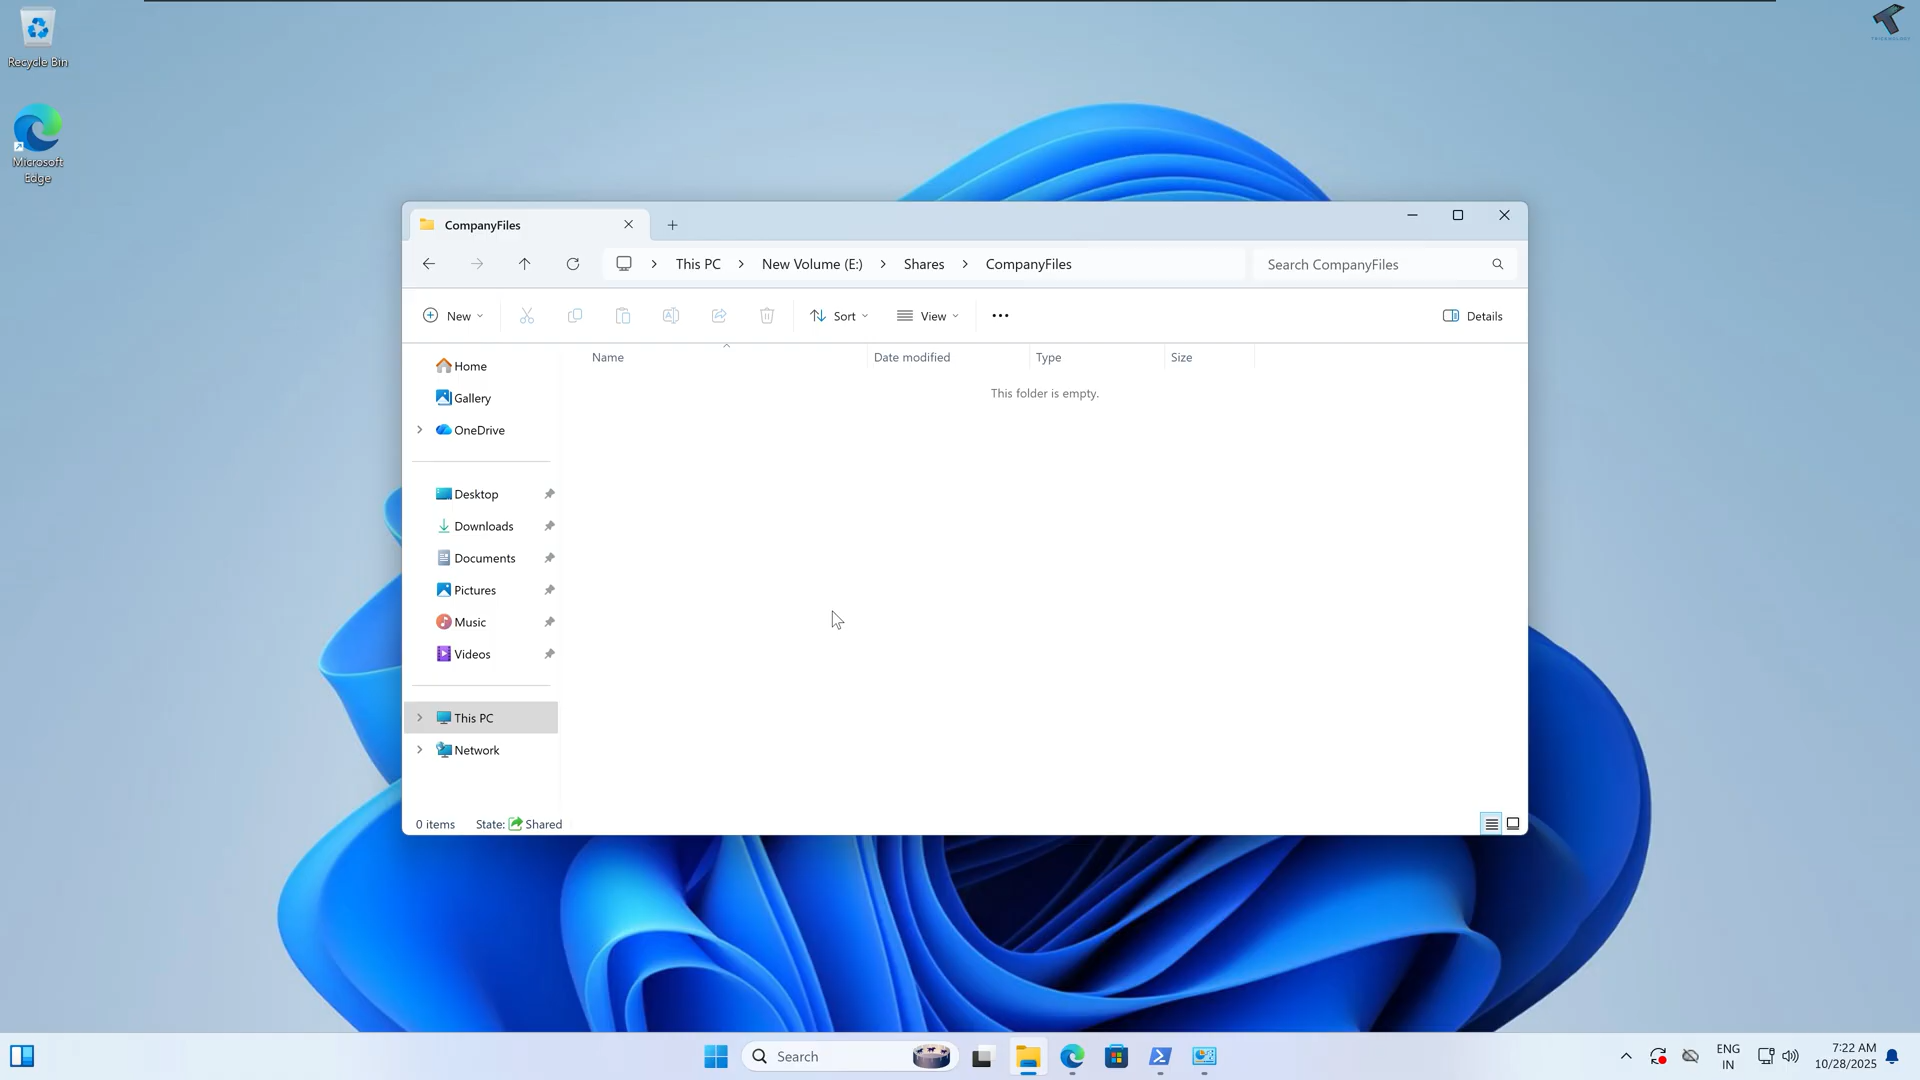 Recycle Bin
Microsoft
Edge
CompanyFiles
This PC
New Volume (E:)
Shares
CompanyFiles
Search CompanyFiles
New
Sort
View
Details
Name
Date modified
Type
Size
This folder is empty.
Home
Gallery
OneDrive
Desktop
Downloads
Documents
Pictures
Music
Videos
This PC
Network
0 items
State: Shared
Search
ENG
IN
7:22 AM
10/28/2025